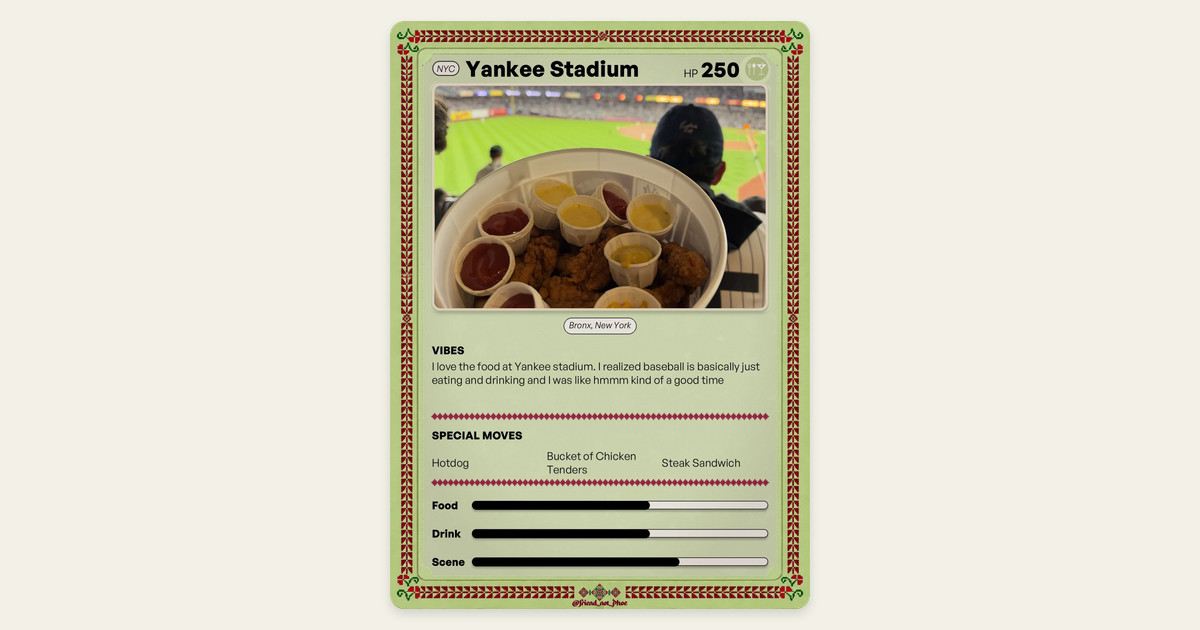 NYC
Yankee Stadium
HP 250
Bronx, New York
VIBES
I love the food at Yankee stadium. I realized baseball is basically just
eating and drinking and I was like hmmm kind of a good time
SPECIAL MOVES
Hotdog
Bucket of Chicken
Tenders
Steak Sandwich
Food
Drink
Scene
@friend_not_phoe